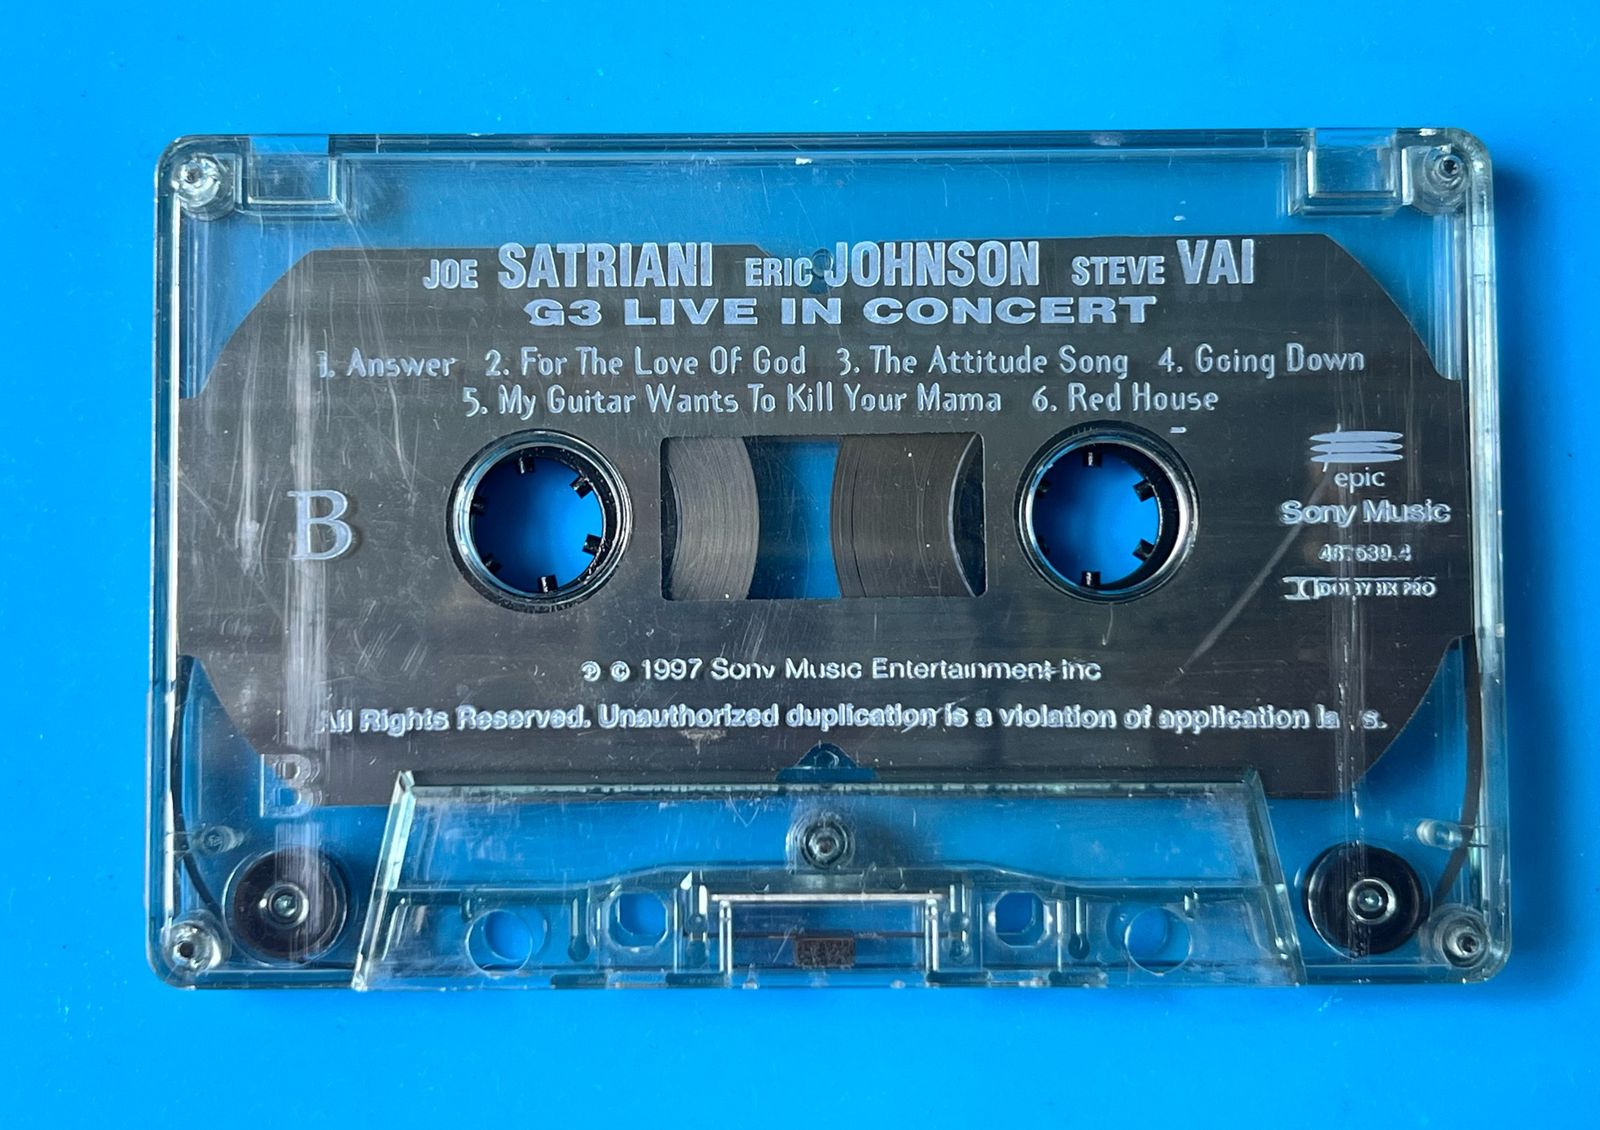 JOE SATRIANI ERIC JOHNSON STEVE VAI
G3 LIVE IN CONCERT
1. Answer 2. For The Love Of God 3. The Attitude Song 4. Going Down
5. My Guitar Wants To Kill Your Mama 6. Red House
B
epic
Sony Music
DOLBY HX PRO
℗ © 1997 Sony Music Entertainment Inc
All Rights Reserved. Unauthorized duplication is a violation of application
B